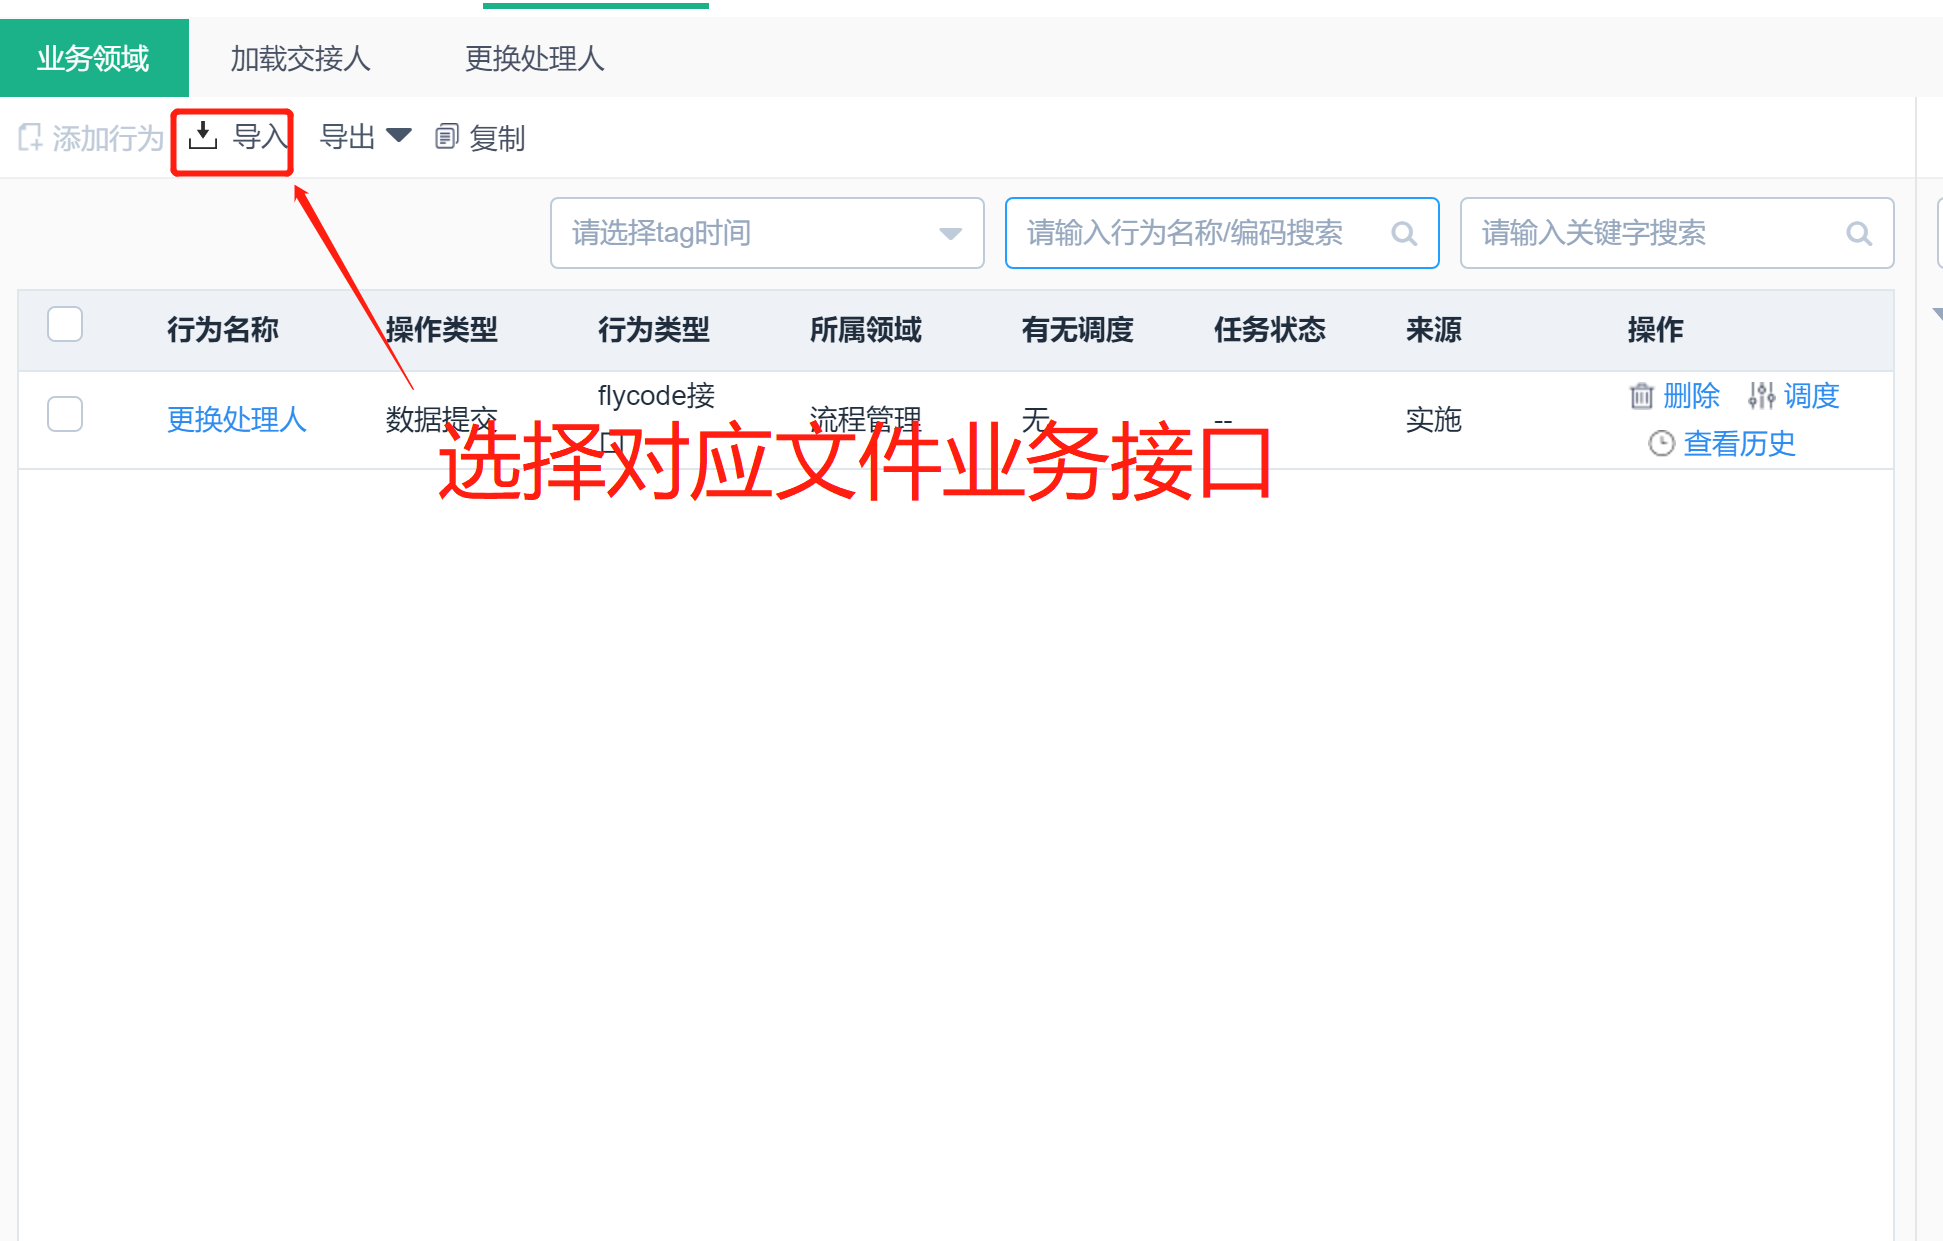 业务领域 加载交接人 更换处理人
添加行为 导入 导出 复制
请选择tag时间 请输入行为名称/编码搜索 请输入关键字搜索
行为名称 操作类型 行为类型 所属领域 有无调度 任务状态 来源 操作
更换处理人 数据提交 flycode接口 流程管理 无 -- 实施 删除 调度
查看历史
选择对应文件业务接口